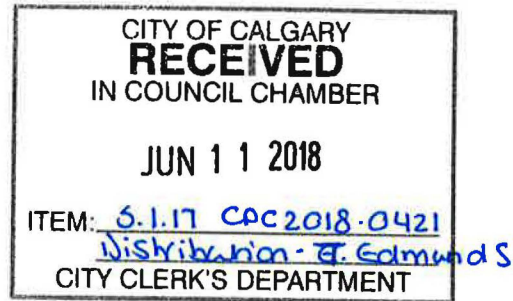 CITY OF CALGARY
RECEIVED
IN COUNCIL CHAMBER
JUN 1 1 2018
ITEM: 5.1.17 CPC2018-0421
Distribution - E. Edmunds
CITY CLERK'S DEPARTMENT